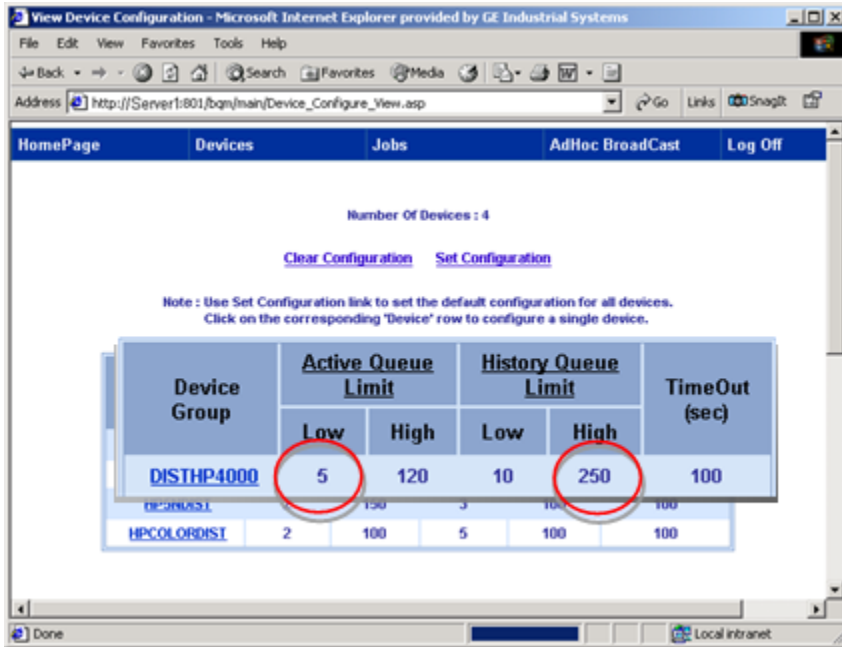 View Device Configuration - Microsoft Internet Explorer provided by GE Industrial Systems
File Edit View Favorites Tools Help
Back Search Favorites Media
Address http://Server1:801/bqm/main/Device_Configure_View.asp Go Links SnagIt
HomePage Devices Jobs AdHoc BroadCast Log Off
Number Of Devices : 4
Clear Configuration Set Configuration
Note : Use Set Configuration link to set the default configuration for all devices.
Click on the corresponding 'Device' row to configure a single device.
Device Group Active Queue Limit History Queue Limit TimeOut (sec)
Low High Low High
DISTHP4000 5 120 10 250 100
HP5NDIST 150 3 100 100
HPCOLORDIST 2 100 5 100 100
Done Local intranet